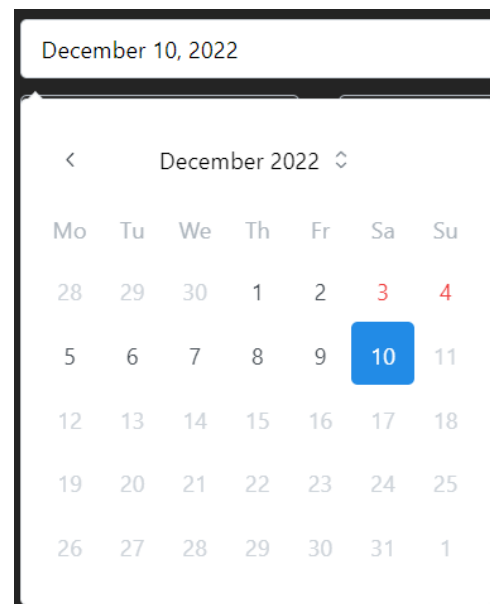 December 10, 2022
December 2022
Mo Tu We Th Fr Sa Su
28 29 30 1 2 3 4
5 6 7 8 9 10 11
12 13 14 15 16 17 18
19 20 21 22 23 24 25
26 27 28 29 30 31 1